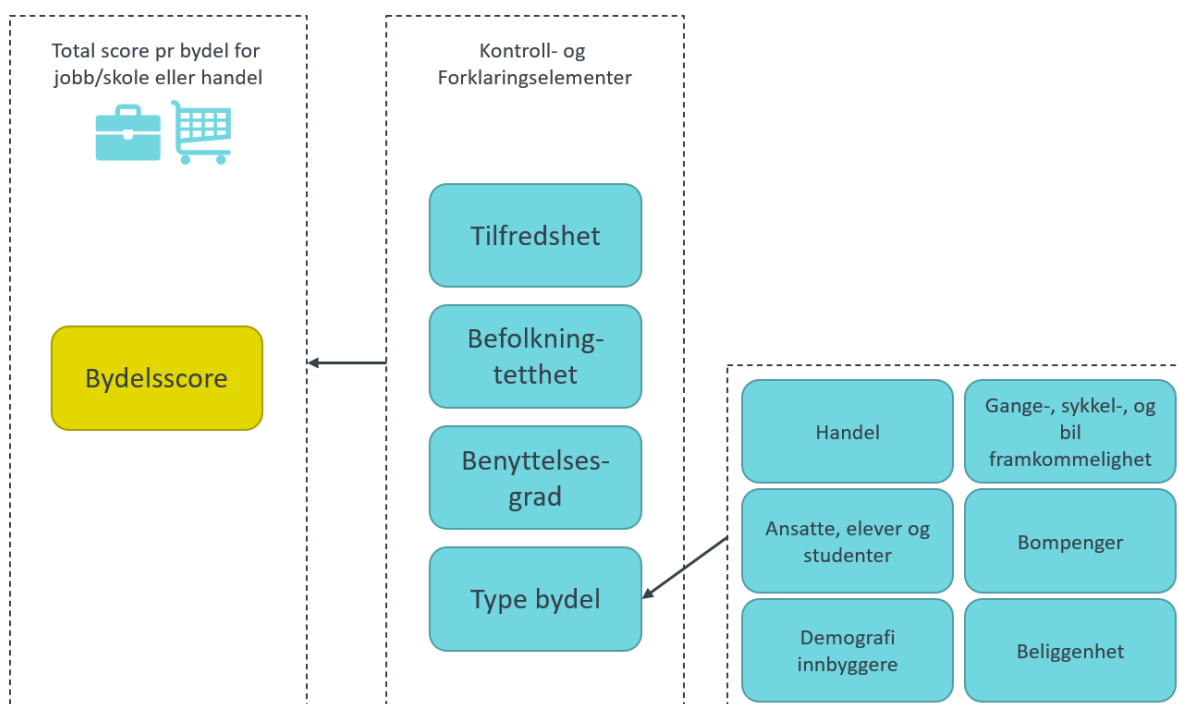 Total score pr bydel for
jobb/skole eller handel
Bydelsscore
Kontroll- og
Forklaringselementer
Tilfredshet
Befolkning-
tetthet
Benyttelses-
grad
Type bydel
Handel
Gange-, sykkel-, og
bil
framkommelighet
Ansatte, elever og
studenter
Bompenger
Demografi
innbyggere
Beliggenhet